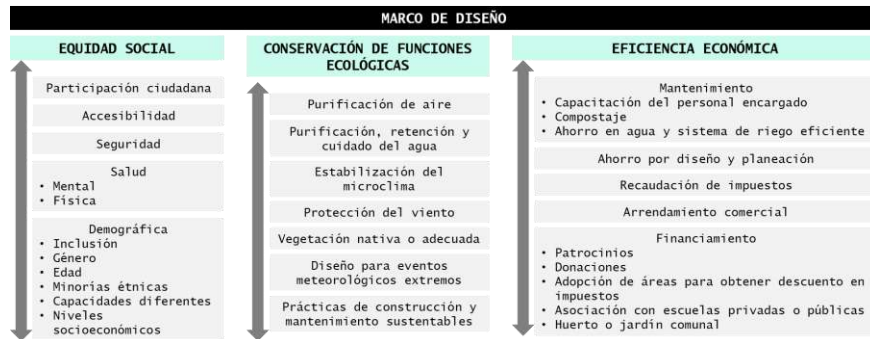 MARCO DE DISEÑO
EQUIDAD SOCIAL
Participación ciudadana
Accesibilidad
Seguridad
Salud
• Mental
• Física
Demográfica
• Inclusión
• Género
• Edad
• Minorías étnicas
• Capacidades diferentes
• Niveles
socioeconómicos
CONSERVACIÓN DE FUNCIONES
ECOLÓGICAS
Purificación de aire
Purificación, retención y
cuidado del agua
Estabilización del
microclima
Protección del viento
Vegetación nativa o adecuada
Diseño para eventos
meteorológicos extremos
Prácticas de construcción y
mantenimiento sustentables
EFICIENCIA ECONÓMICA
Mantenimiento
• Capacitación del personal encargado
• Compostaje
• Ahorro en agua y sistema de riego eficiente
Ahorro por diseño y planeación
Recaudación de impuestos
Arrendamiento comercial
Financiamiento
• Patrocinios
• Donaciones
• Adopción de áreas para obtener descuento en
impuestos
• Asociación con escuelas privadas o públicas
• Huerto o jardín comunal